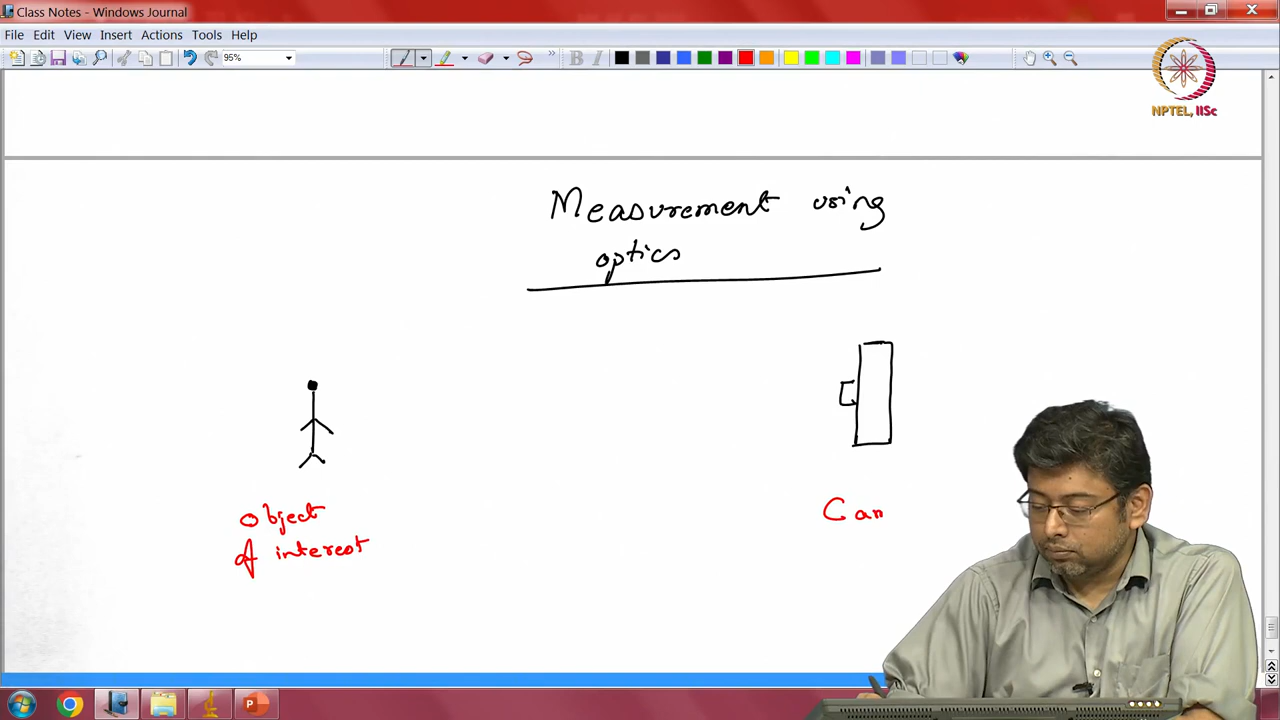 Class Notes - Windows Journal
File Edit View Insert Actions Tools Help
95%
B I
NPTEL, IISc
Measurement using
optics
Object
of interest
Cam
P